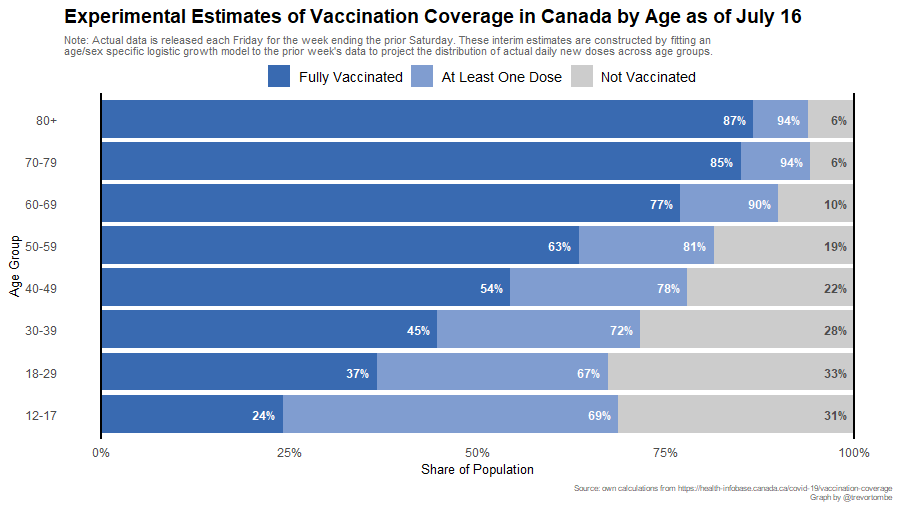 Experimental Estimates of Vaccination Coverage in Canada by Age as of July 16
Note: Actual data is released each Friday for the week ending the prior Saturday. These interim estimates are constructed by fitting an
age/sex specific logistic growth model to the prior week's data to project the distribution of actual daily new doses across age groups.
Fully Vaccinated At Least One Dose Not Vaccinated
Age Group
80+ 87% 94% 6%
70-79 85% 94% 6%
60-69 77% 90% 10%
50-59 63% 81% 19%
40-49 54% 78% 22%
30-39 45% 72% 28%
18-29 37% 67% 33%
12-17 24% 69% 31%
0% 25% 50% 75% 100%
Share of Population
Source: own calculations from https://health-infobase.canada.ca/covid-19/vaccination-coverage
Graph by @trevortombe